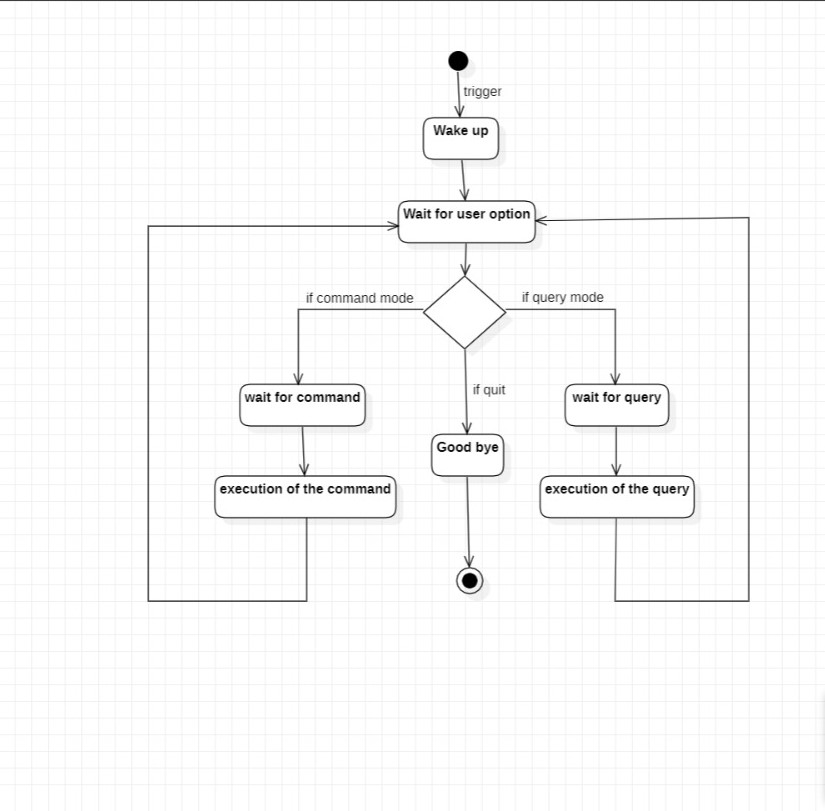 trigger
Wake up
Wait for user option
if command mode
if query mode
if quit
wait for command
wait for query
Good bye
execution of the command
execution of the query